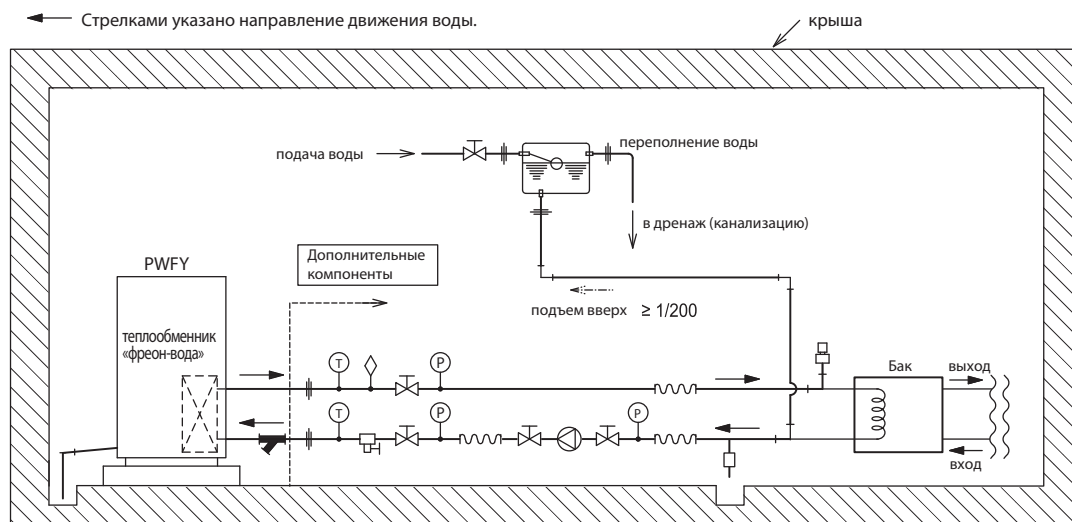 Стрелками указано направление движения воды.
крыша
подача воды
переполнение воды
в дренаж (канализацию)
PWFY
Дополнительные
компоненты
подъем вверх ≥ 1/200
теплообменник
«фреон-вода»
T
P
Бак
выход
T
P
P
вход